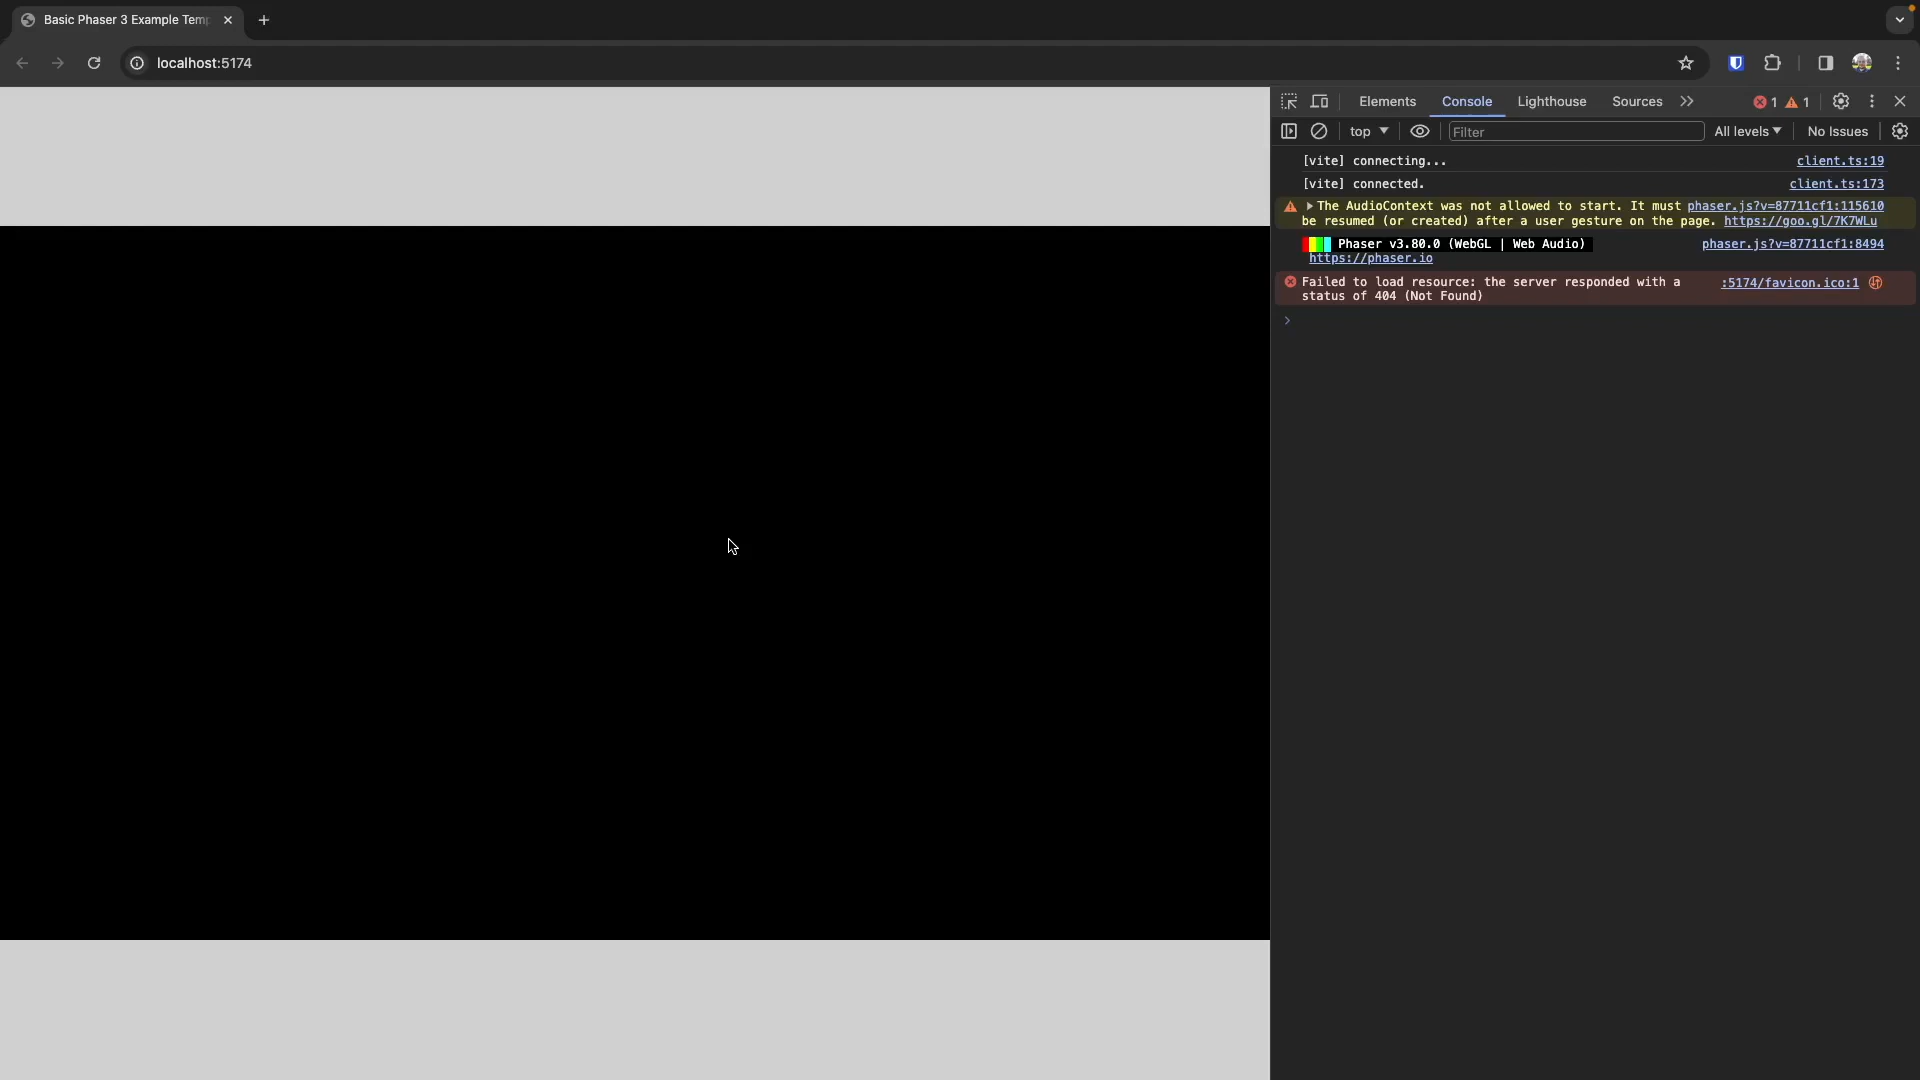 Basic Phaser 3 Example Temp
localhost:5174
Elements Console Lighthouse Sources 1 1
top Filter All levels No Issues
[vite] connecting... client.ts:19
[vite] connected. client.ts:173
The AudioContext was not allowed to start. It must phaser.js?v=87711cf1:115610
be resumed (or created) after a user gesture on the page. https://goo.gl/7K7WLu
Phaser v3.80.0 (WebGL | Web Audio) phaser.js?v=87711cf1:8494
https://phaser.io
Failed to load resource: the server responded with a :5174/favicon.ico:1
status of 404 (Not Found)